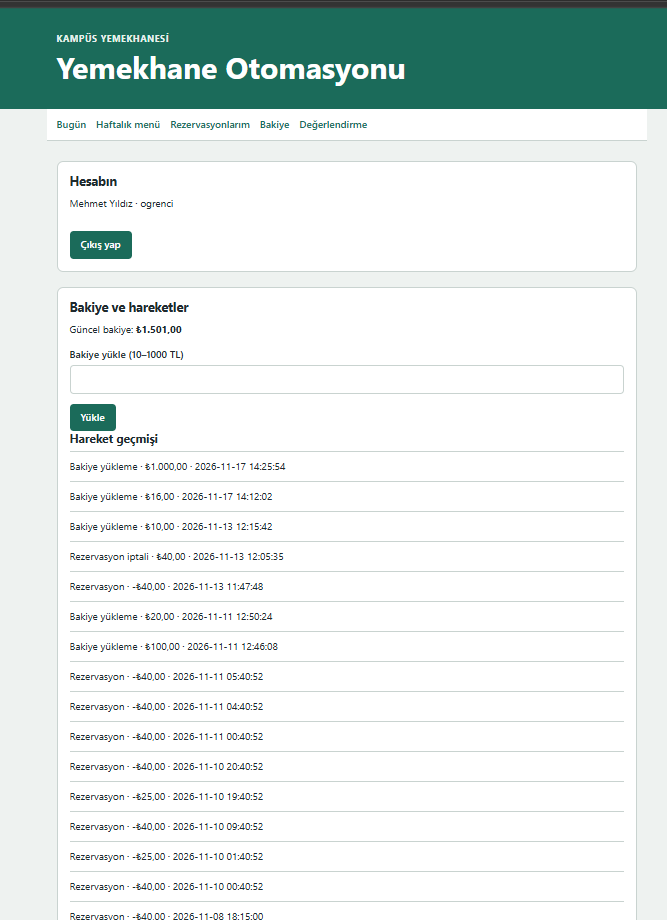 KAMPÜS YEMEKHANESİ
Yemekhane Otomasyonu
Bugün Haftalık menü Rezervasyonlarım Bakiye Değerlendirme
Hesabın
Mehmet Yıldız · ogrenci
Çıkış yap
Bakiye ve hareketler
Güncel bakiye: ₺1.501,00
Bakiye yükle (10–1000 TL)
Yükle
Hareket geçmişi
Bakiye yükleme · ₺1.000,00 · 2026-11-17 14:25:54
Bakiye yükleme · ₺16,00 · 2026-11-17 14:12:02
Bakiye yükleme · ₺10,00 · 2026-11-13 12:15:42
Rezervasyon iptali · ₺40,00 · 2026-11-13 12:05:35
Rezervasyon · -₺40,00 · 2026-11-13 11:47:48
Bakiye yükleme · ₺20,00 · 2026-11-11 12:50:24
Bakiye yükleme · ₺100,00 · 2026-11-11 12:46:08
Rezervasyon · -₺40,00 · 2026-11-11 05:40:52
Rezervasyon · -₺40,00 · 2026-11-11 04:40:52
Rezervasyon · -₺40,00 · 2026-11-11 00:40:52
Rezervasyon · -₺40,00 · 2026-11-10 20:40:52
Rezervasyon · -₺25,00 · 2026-11-10 19:40:52
Rezervasyon · -₺40,00 · 2026-11-10 09:40:52
Rezervasyon · -₺25,00 · 2026-11-10 01:40:52
Rezervasyon · -₺40,00 · 2026-11-10 00:40:52
Rezervasyon · -₺40,00 · 2026-11-08 18:15:00